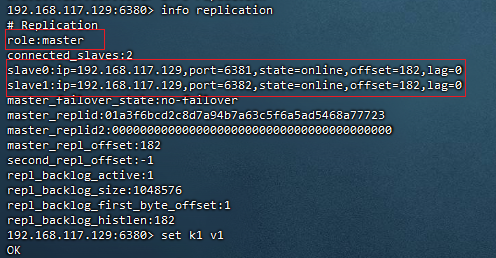 192.168.117.129:6380> info replication
# Replication
role:master
connected_slaves:2
slave0:ip=192.168.117.129,port=6381,state=online,offset=182,lag=0
slave1:ip=192.168.117.129,port=6382,state=online,offset=182,lag=0
master_failover_state:no-failover
master_replid:01a3f6bcd2c8d7a94b7a63c5f6a5ad5468a77723
master_replid2:0000000000000000000000000000000000000000
master_repl_offset:182
second_repl_offset:-1
repl_backlog_active:1
repl_backlog_size:1048576
repl_backlog_first_byte_offset:1
repl_backlog_histlen:182
192.168.117.129:6380> set k1 v1
OK